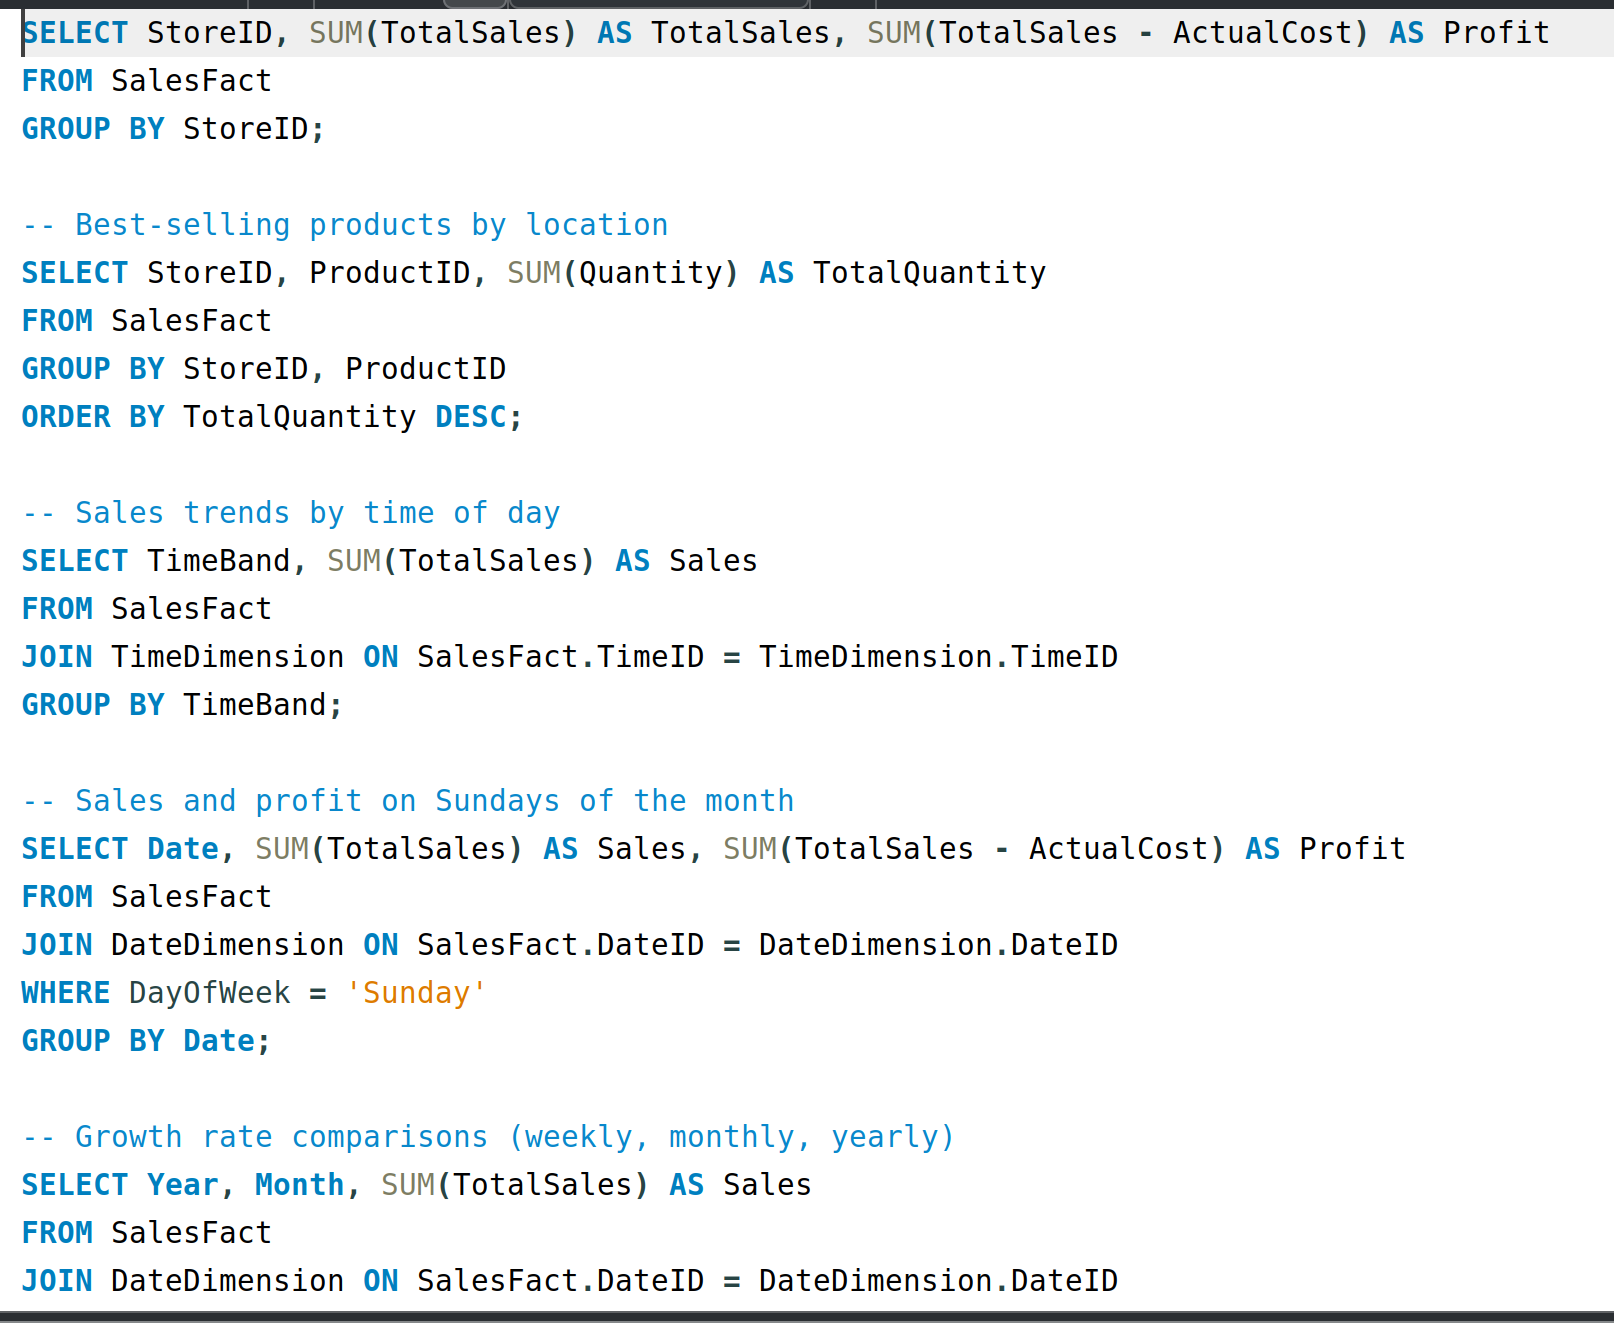 SELECT StoreID, SUM(TotalSales) AS TotalSales, SUM(TotalSales - ActualCost) AS Profit
FROM SalesFact
GROUP BY StoreID;
-- Best-selling products by location
SELECT StoreID, ProductID, SUM(Quantity) AS TotalQuantity
FROM SalesFact
GROUP BY StoreID, ProductID
ORDER BY TotalQuantity DESC;
-- Sales trends by time of day
SELECT TimeBand, SUM(TotalSales) AS Sales
FROM SalesFact
JOIN TimeDimension ON SalesFact.TimeID = TimeDimension.TimeID
GROUP BY TimeBand;
-- Sales and profit on Sundays of the month
SELECT Date, SUM(TotalSales) AS Sales, SUM(TotalSales - ActualCost) AS Profit
FROM SalesFact
JOIN DateDimension ON SalesFact.DateID = DateDimension.DateID
WHERE DayOfWeek = 'Sunday'
GROUP BY Date;
-- Growth rate comparisons (weekly, monthly, yearly)
SELECT Year, Month, SUM(TotalSales) AS Sales
FROM SalesFact
JOIN DateDimension ON SalesFact.DateID = DateDimension.DateID